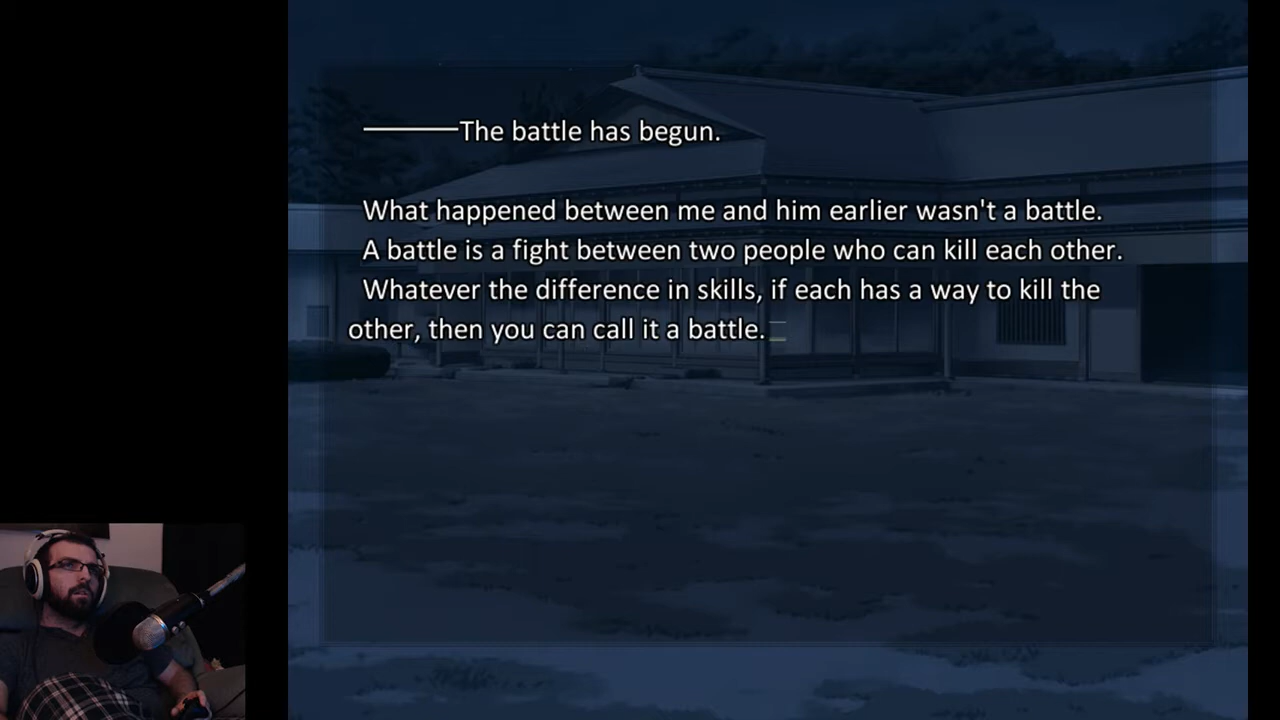 ————The battle has begun.
What happened between me and him earlier wasn't a battle.
A battle is a fight between two people who can kill each other.
Whatever the difference in skills, if each has a way to kill the
other, then you can call it a battle.